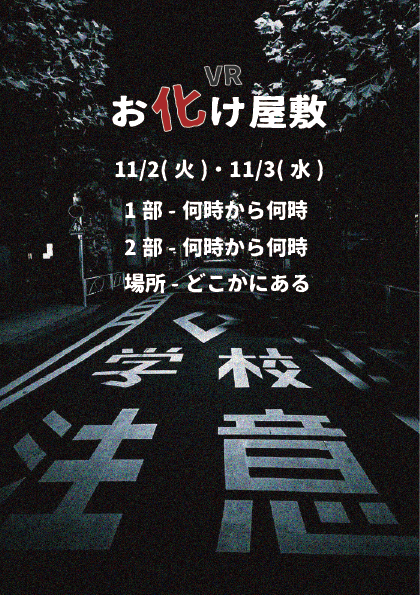 VR
お化け屋敷
11/2( 火 )・11/3( 水 )
1 部 - 何時から何時
2 部 - 何時から何時
場所 - どこかにある
学校
注意